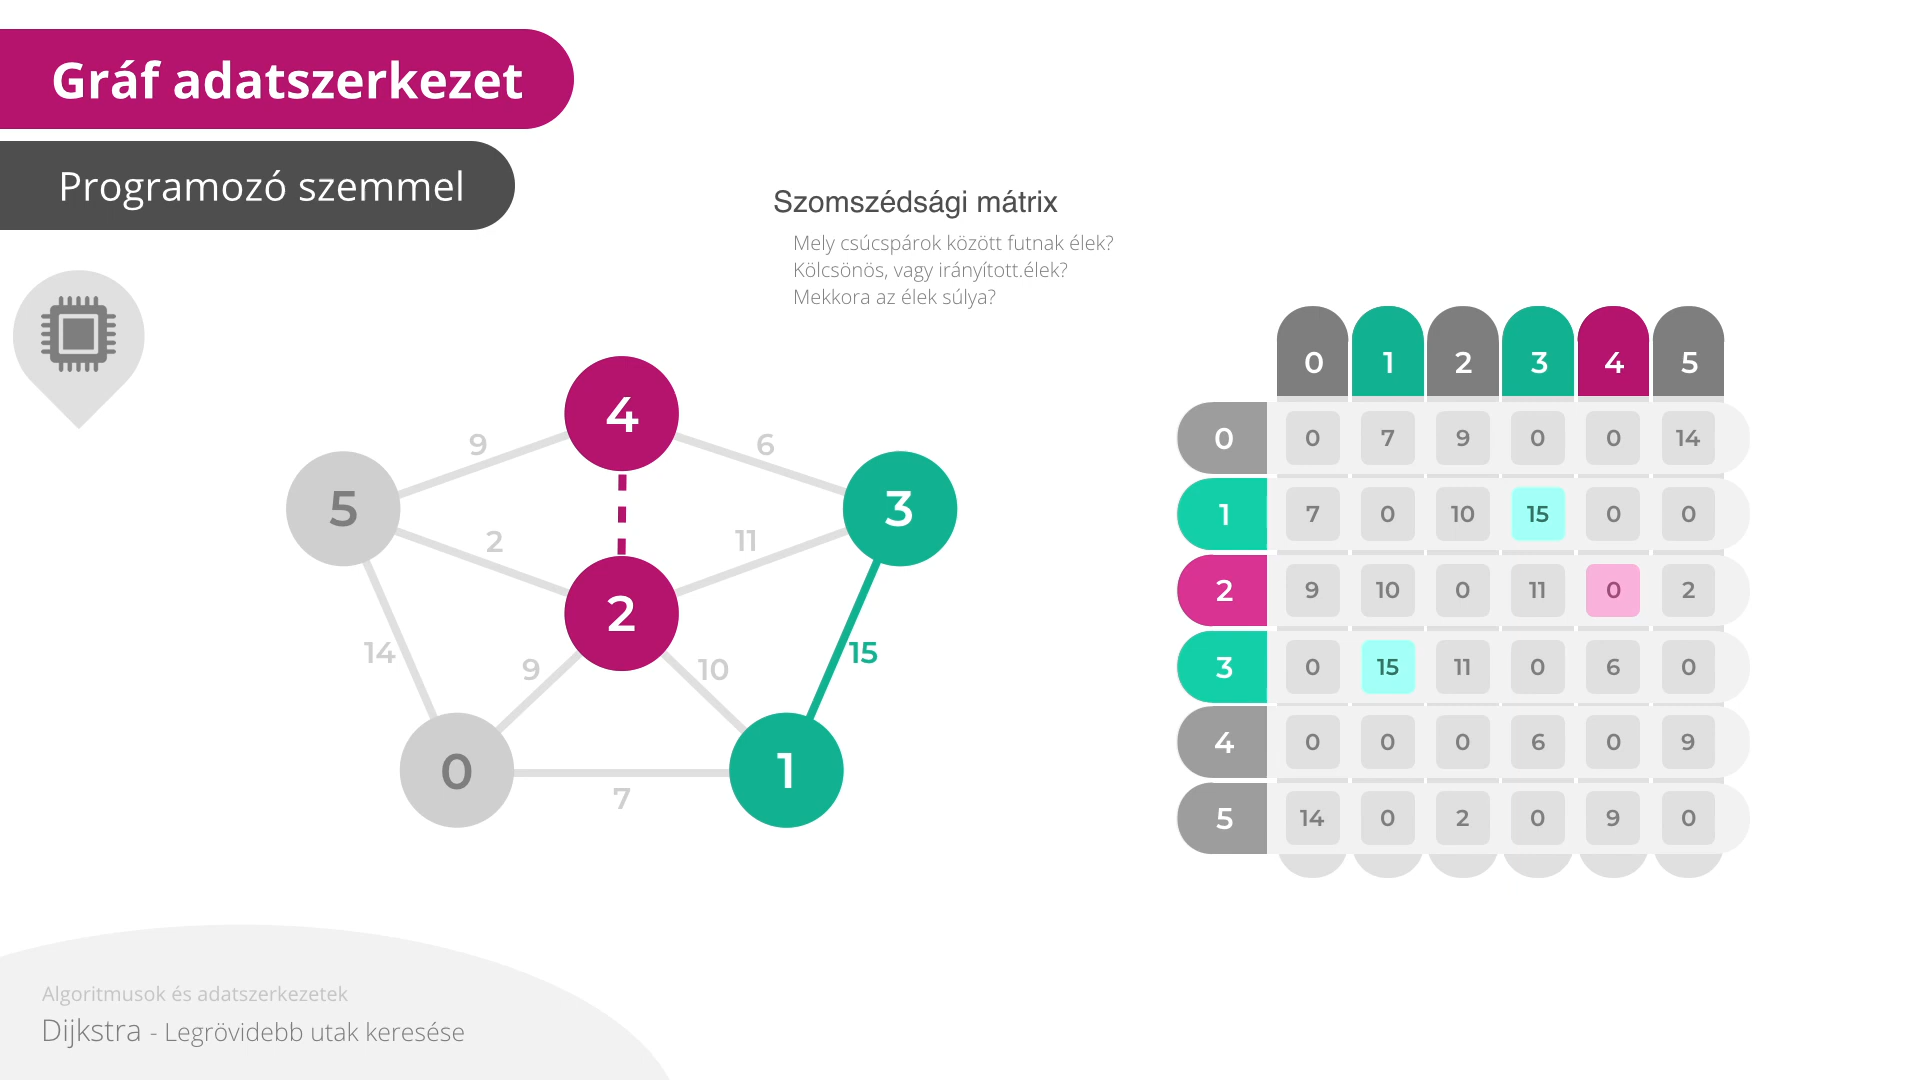 Gráf adatszerkezet
Programozó szemmel
Szomszédsági mátrix
Mely csúcspárok között futnak élek?
Kölcsönös, vagy irányított.élek?
Mekkora az élek súlya?
4
9
6
5
3
2
11
2
14
9
10
15
0
1
7
0 1 2 3 4 5
0 0 7 9 0 0 14
1 7 0 10 15 0 0
2 9 10 0 11 0 2
3 0 15 11 0 6 0
4 0 0 0 6 0 9
5 14 0 2 0 9 0
Algoritmusok és adatszerkezetek
Dijkstra - Legrövidebb utak keresése